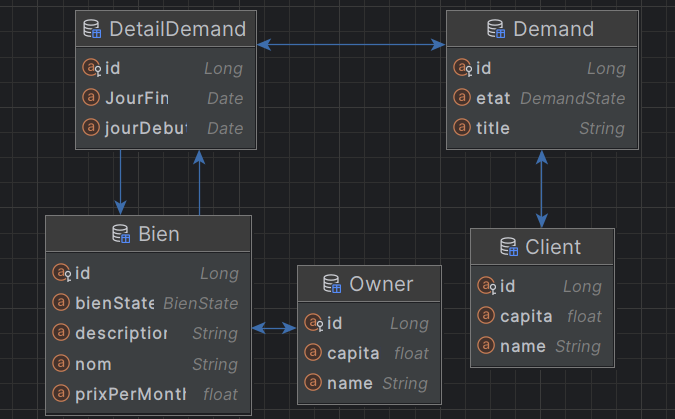 DetailDemand
id Long
JourFin Date
jourDebu Date
Demand
id Long
etat DemandState
title String
Bien
id Long
bienState BienState
description String
nom String
prixPerMonth float
Owner
id Long
capita float
name String
Client
id Long
capita float
name String